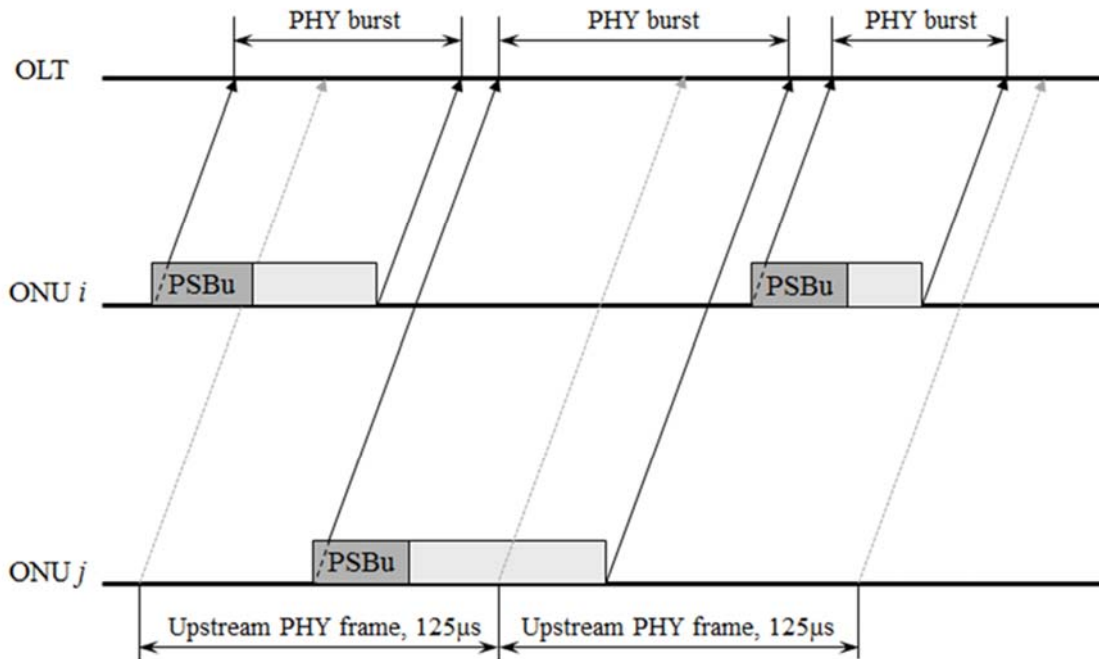 PHY burst PHY burst PHY burst
OLT
PSBu PSBu
ONU i
PSBu
ONU j
Upstream PHY frame, 125µs Upstream PHY frame, 125µs